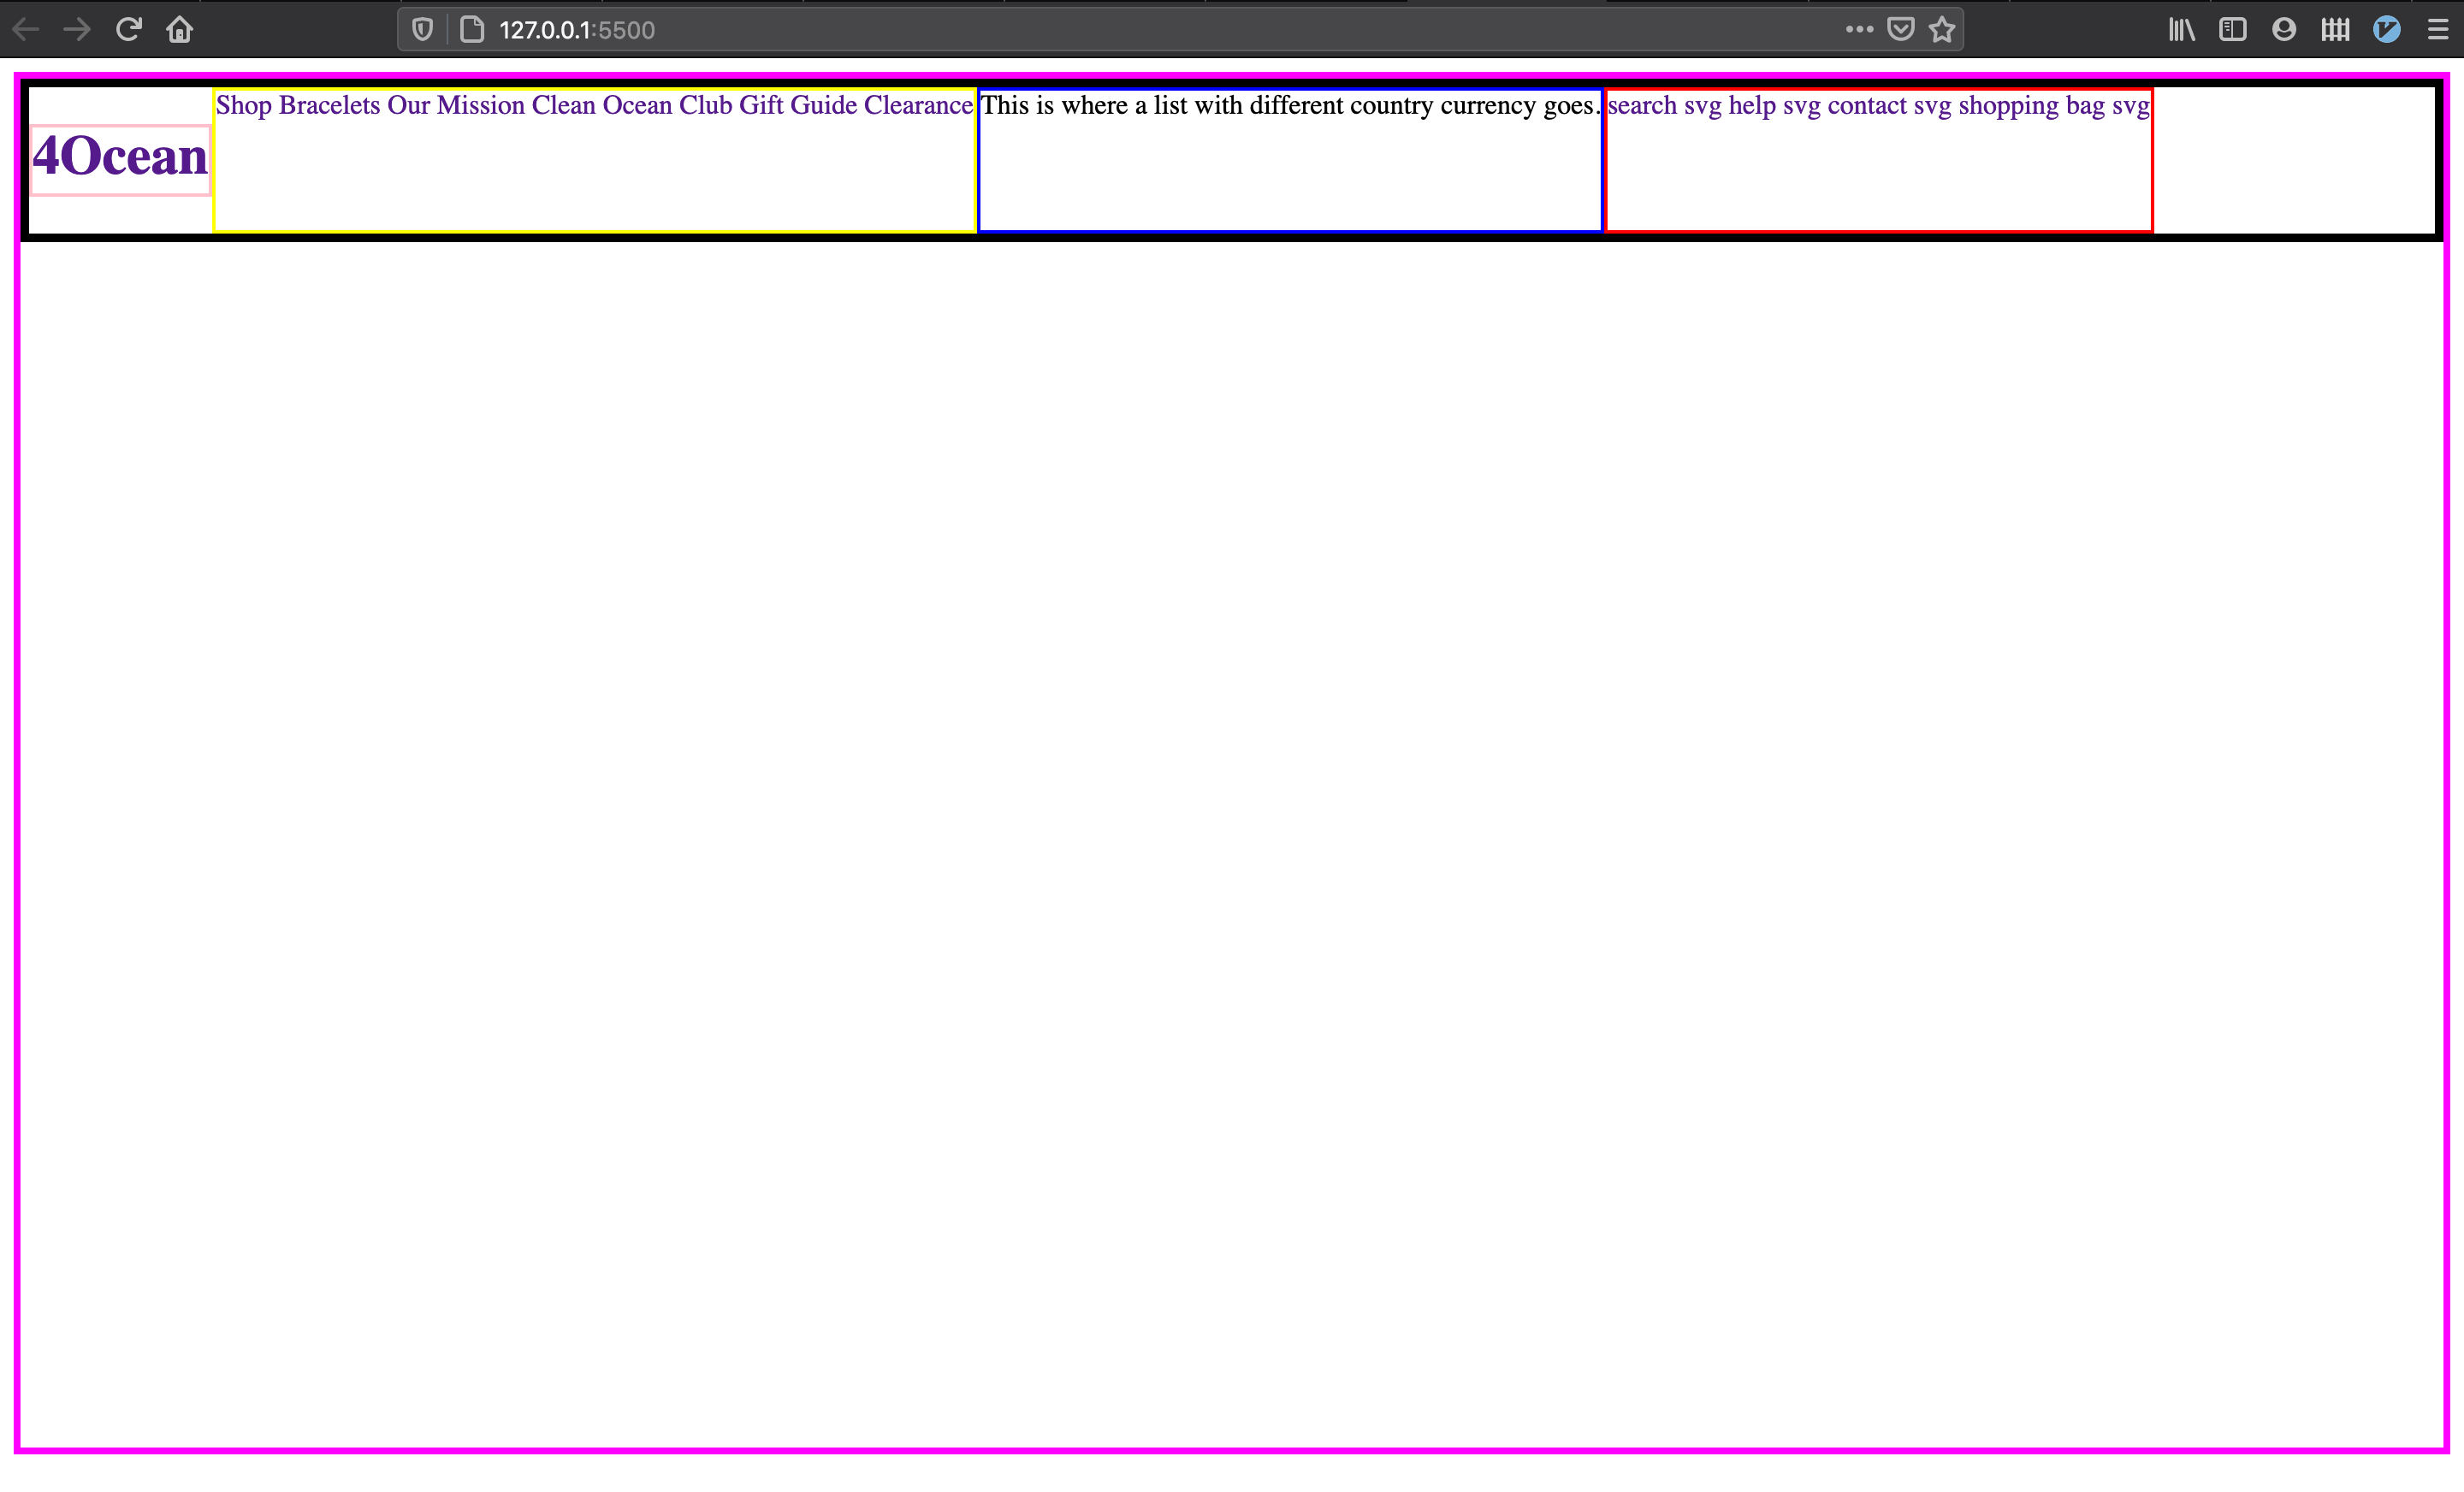 127.0.0.1:5500
4Ocean
Shop Bracelets Our Mission Clean Ocean Club Gift Guide Clearance
This is where a list with different country currency goes.
search svg help svg contact svg shopping bag svg